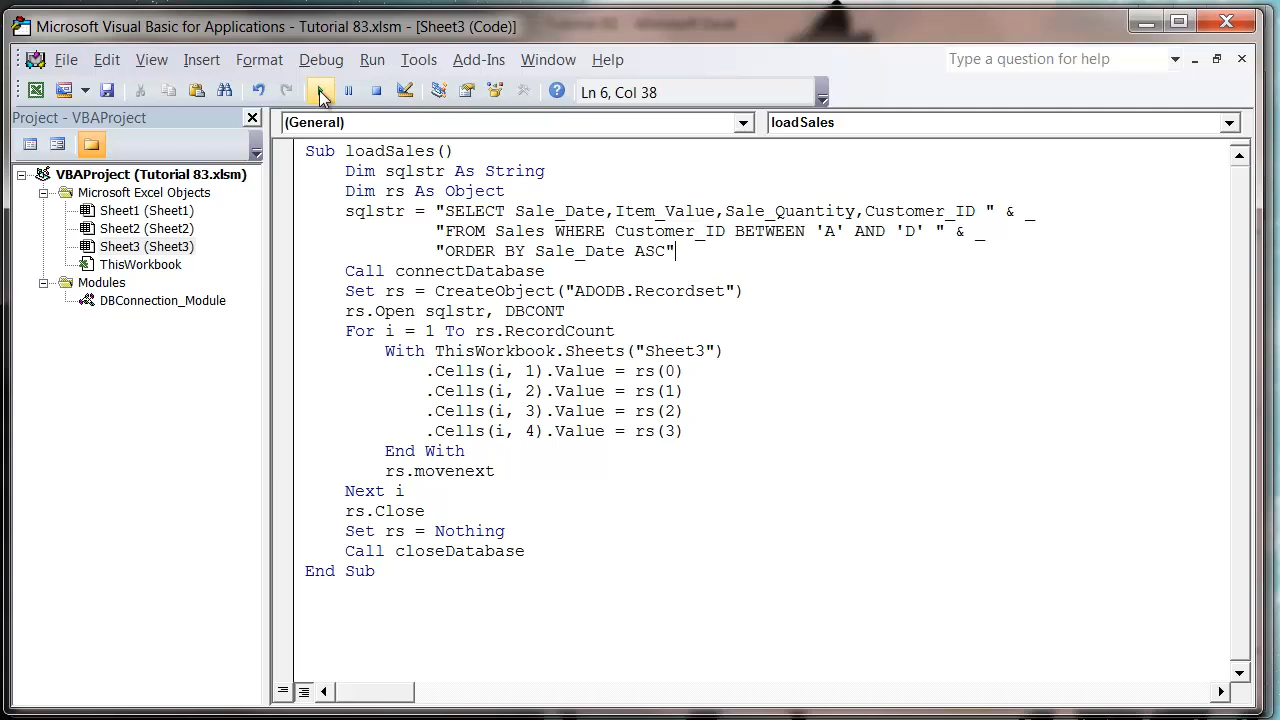 Microsoft Visual Basic for Applications - Tutorial 83.xlsm - [Sheet3 (Code)]
File Edit View Insert Format Debug Run Tools Add-Ins Window Help
Type a question for help
Ln 6, Col 38
Project - VBAProject
(General)
loadSales
VBAProject (Tutorial 83.xlsm)
Microsoft Excel Objects
Sheet1 (Sheet1)
Sheet2 (Sheet2)
Sheet3 (Sheet3)
ThisWorkbook
Modules
DBConnection_Module
Sub loadSales()
Dim sqlstr As String
Dim rs As Object
sqlstr = "SELECT Sale_Date,Item_Value,Sale_Quantity,Customer_ID " & _
"FROM Sales WHERE Customer_ID BETWEEN 'A' AND 'D' " & _
"ORDER BY Sale_Date ASC"
Call connectDatabase
Set rs = CreateObject("ADODB.Recordset")
rs.Open sqlstr, DBCONT
For i = 1 To rs.RecordCount
With ThisWorkbook.Sheets("Sheet3")
.Cells(i, 1).Value = rs(0)
.Cells(i, 2).Value = rs(1)
.Cells(i, 3).Value = rs(2)
.Cells(i, 4).Value = rs(3)
End With
rs.movenext
Next i
rs.Close
Set rs = Nothing
Call closeDatabase
End Sub